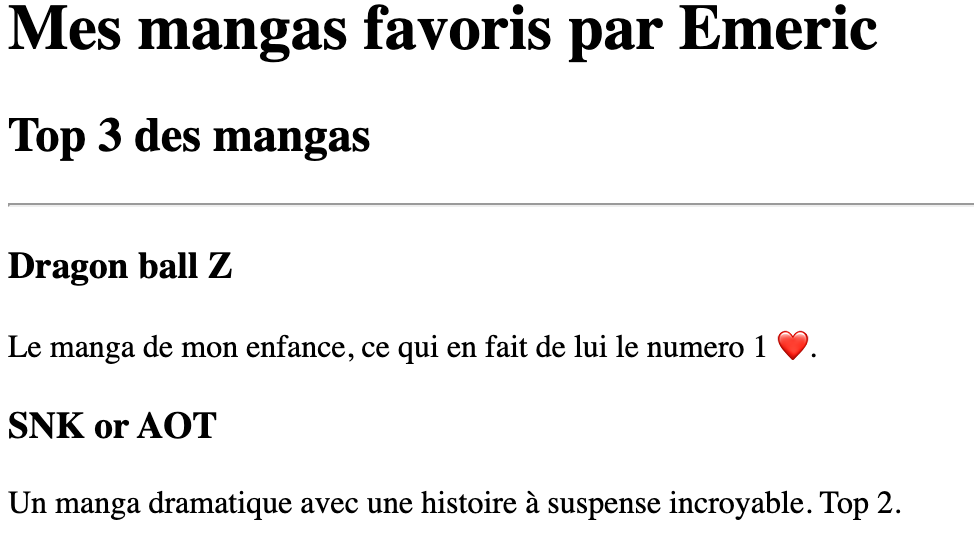 Mes mangas favoris par Emeric
Top 3 des mangas
Dragon ball Z
Le manga de mon enfance, ce qui en fait de lui le numero 1 ❤️.
SNK or AOT
Un manga dramatique avec une histoire à suspense incroyable. Top 2.